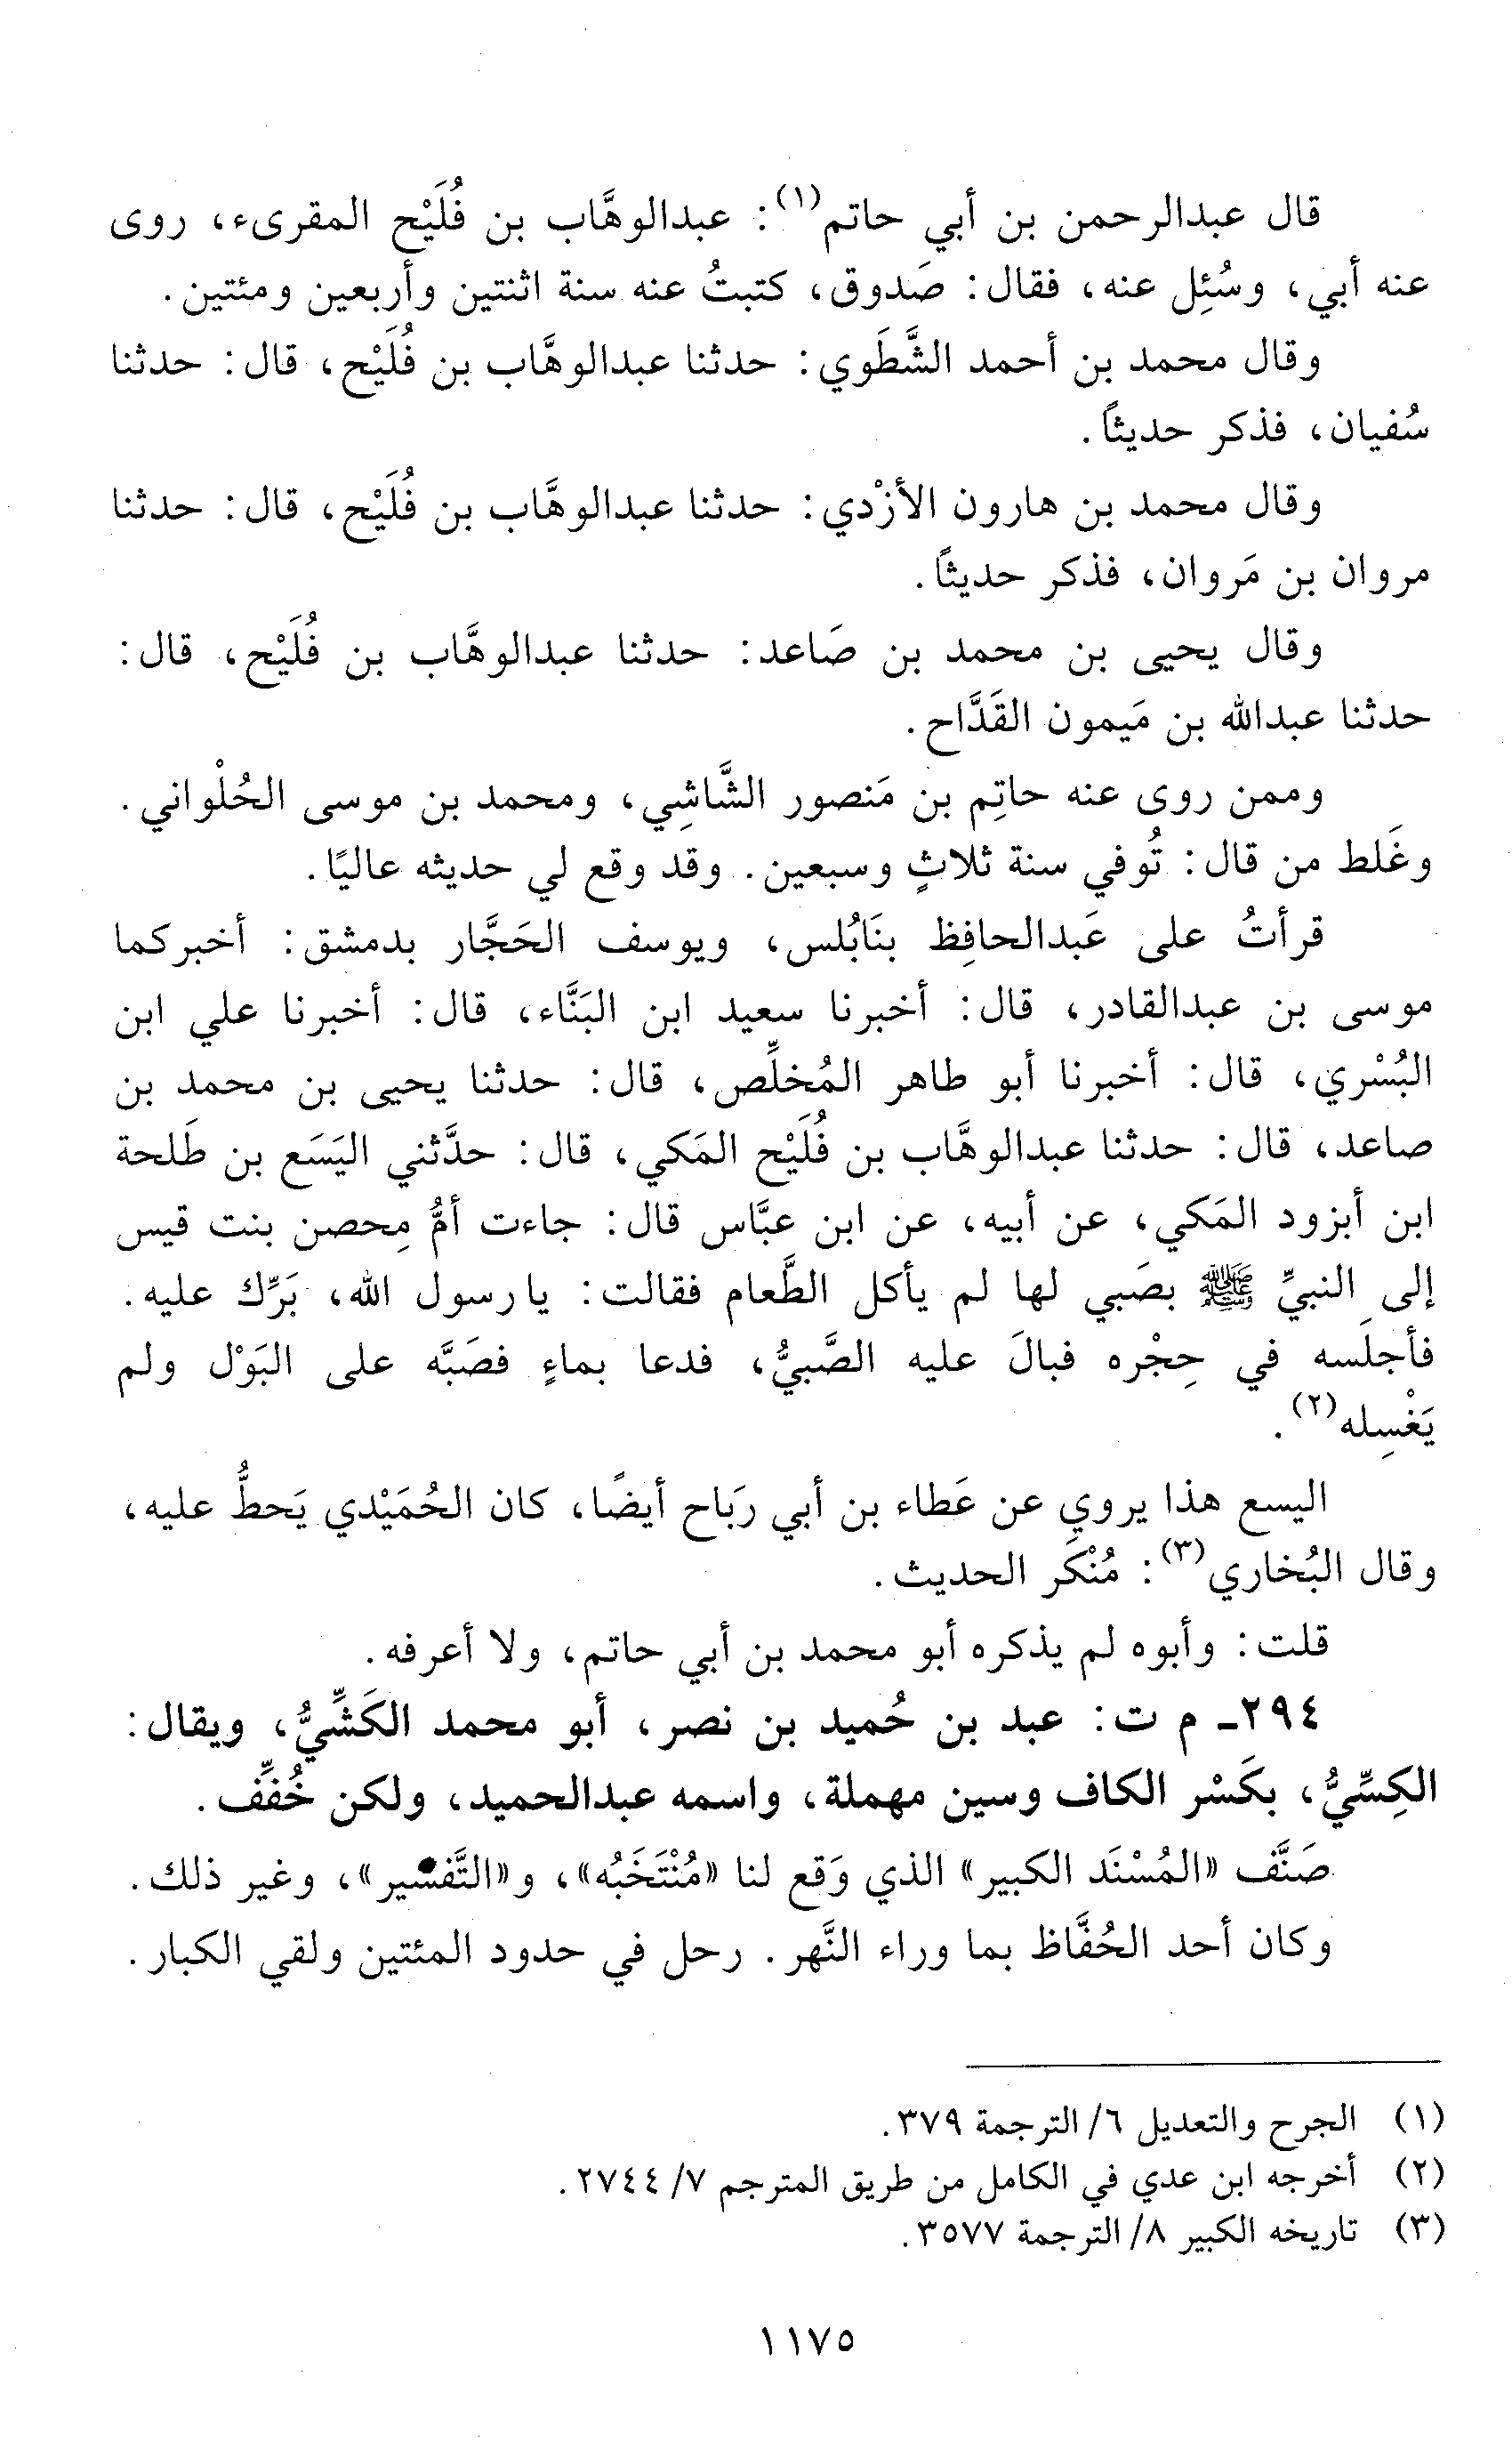 قال عبدالرحمن بن أبي حاتم(١): عبدالوهَّاب بن فُلَيْح المقرىء، روى
عنه أبي، وسُئِل عنه، فقال: صَدوق، كتبتُ عنه سنة اثنتين وأربعين ومئتين.
وقال محمد بن أحمد الشَّطَوي: حدثنا عبدالوهَّاب بن فُلَيْح، قال: حدثنا
سُفيان، فذكر حديثاً.
وقال محمد بن هارون الأزْدي: حدثنا عبدالوهَّاب بن فُلَيْح، قال: حدثنا
مروان بن مَروان، فذكر حديثاً.
وقال يحيى بن محمد بن صَاعد: حدثنا عبدالوهَّاب بن فُلَيْح، قال:
حدثنا عبدالله بن مَيمون القَدَّاح.
وممن روى عنه حاتِم بن مَنصور الشَّاشِي، ومحمد بن موسى الحُلْواني.
وغَلط من قال: تُوفي سنة ثلاثٍ وسبعين. وقد وقع لي حديثه عاليًا.
قرأتُ على عَبدالحافِظ بنَابُلس، ويوسف الحَجَّار بدمشق: أخبركما
موسى بن عبدالقادر، قال: أخبرنا سعيد ابن البَنَّاء، قال: أخبرنا علي ابن
البُسْري، قال: أخبرنا أبو طاهر المُخلِّص، قال: حدثنا يحيى بن محمد بن
صاعد، قال: حدثنا عبدالوهَّاب بن فُلَيْح المَكي، قال: حدَّثني اليَسَع بن طَلحة
ابن أبزود المَكي، عن أبيه، عن ابن عبَّاس قال: جاءت أمُّ مِحصن بنت قيس
إلى النبيِّ ﷺ بصَبي لها لم يأكل الطَّعام فقالت: يا رسول الله، بَرِّك عليه.
فأجلَسه في حِجْره فبالَ عليه الصَّبيُّ، فدعا بماءٍ فصَبَّه على البَوْل ولم
يَغْسِله(٢).
اليسع هذا يروي عن عَطاء بن أبي رَباح أيضًا، كان الحُمَيْدي يَحطُّ عليه،
وقال البُخاري(٣): مُنْكَر الحديث.
قلت: وأبوه لم يذكره أبو محمد بن أبي حاتم، ولا أعرفه.
٢٩٤- م ت: عبد بن حُميد بن نصر، أبو محمد الكَشِّيُّ، ويقال:
الكِسِّيُّ، بكَسْر الكاف وسين مهملة، واسمه عبدالحميد، ولكن خُفِّف.
صَنَّف «المُسْنَد الكبير» الذي وَقع لنا «مُنْتَخَبُه»، و«التَّفسير»، وغير ذلك.
وكان أحد الحُفَّاظ بما وراء النَّهر. رحل في حدود المئتين ولقي الكبار.
(١) الجرح والتعديل ٦/ الترجمة ٣٧٩.
(٢) أخرجه ابن عدي في الكامل من طريق المترجم ٧/ ٢٧٤٤.
(٣) تاريخه الكبير ٨/ الترجمة ٣٥٧٧.
١١٧٥